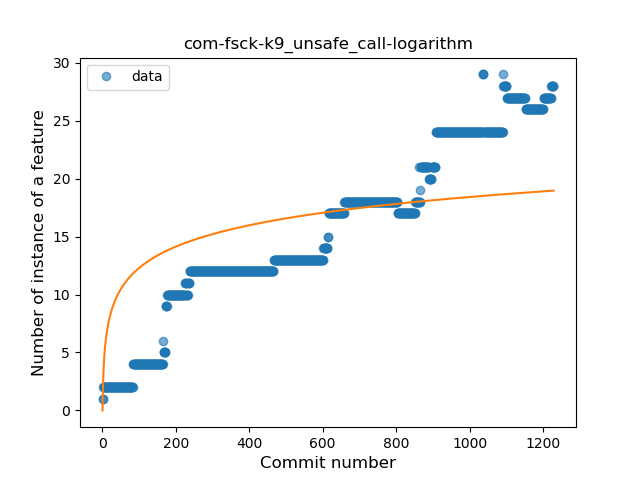 com-fsck-k9_unsafe_call-logarithm
data
Number of instance of a feature
30
25
20
15
10
5
0
0 200 400 600 800 1000 1200
Commit number